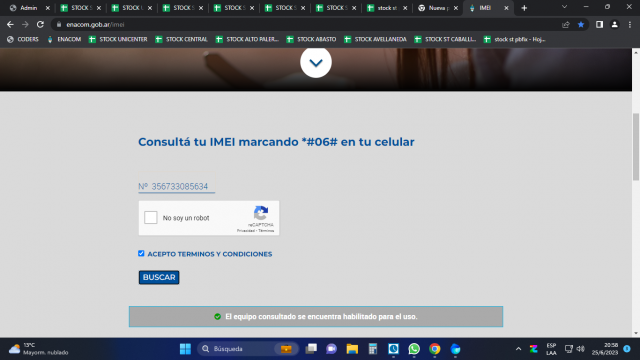 Admin
STOCK S
STOCK S
STOCK S
STOCK S
STOCK S
STOCK S
stock st
Nueva p
IMEI
enacom.gob.ar/imei
CODERS
ENACOM
STOCK UNICENTER
STOCK CENTRAL
STOCK ALTO PALER...
STOCK ABASTO
STOCK AVELLANEDA
STOCK ST CABALLI...
stock st pbfix - Hoj...
Consultá tu IMEI marcando *#06# en tu celular
Nº 356733085634
No soy un robot
reCAPTCHA
Privacidad - Términos
ACEPTO TERMINOS Y CONDICIONES
BUSCAR
El equipo consultado se encuentra habilitado para el uso.
13°C
Mayorm. nublado
Búsqueda
ESP
LAA
20:58
25/6/2023